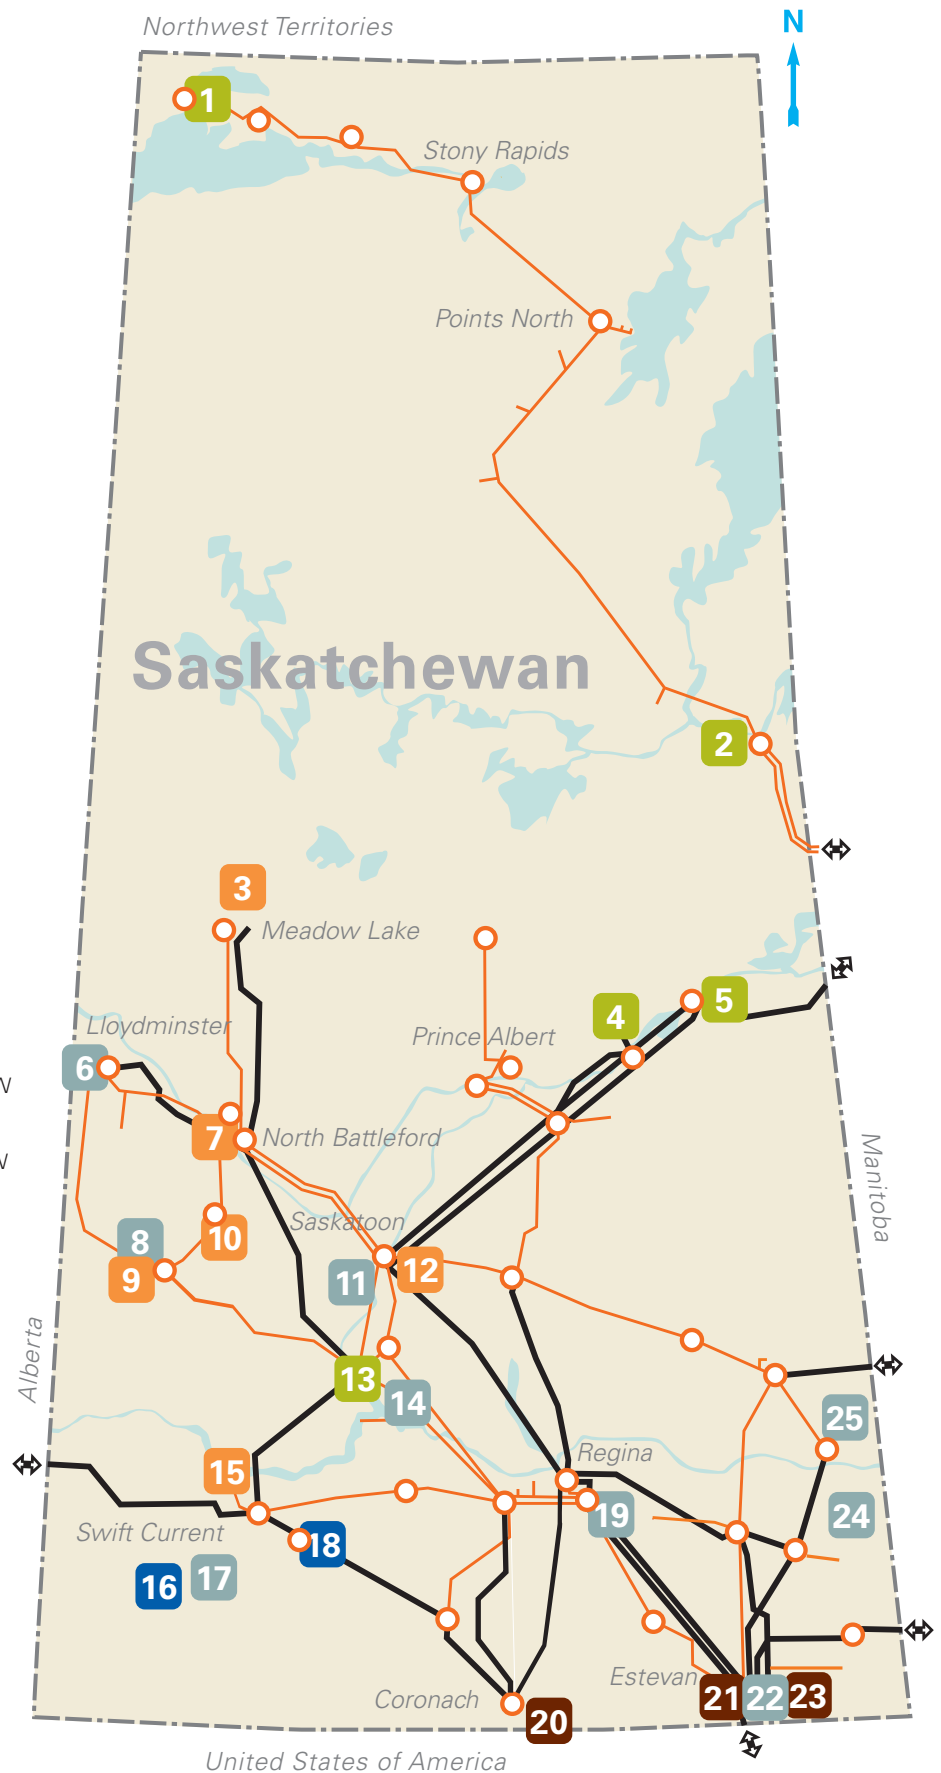 Northwest Territories
N
1
Stony Rapids
Points North
Saskatchewan
2
3
Meadow Lake
5
4
Lloydminster
Prince Albert
6
W
7
North Battleford
N
Manitoba
Saskatoon
8
10
9
11
12
Alberta
13
14
25
Regina
15
19
24
Swift Current
18
16
17
Estevan
21
22
23
Coronach
20
United States of America